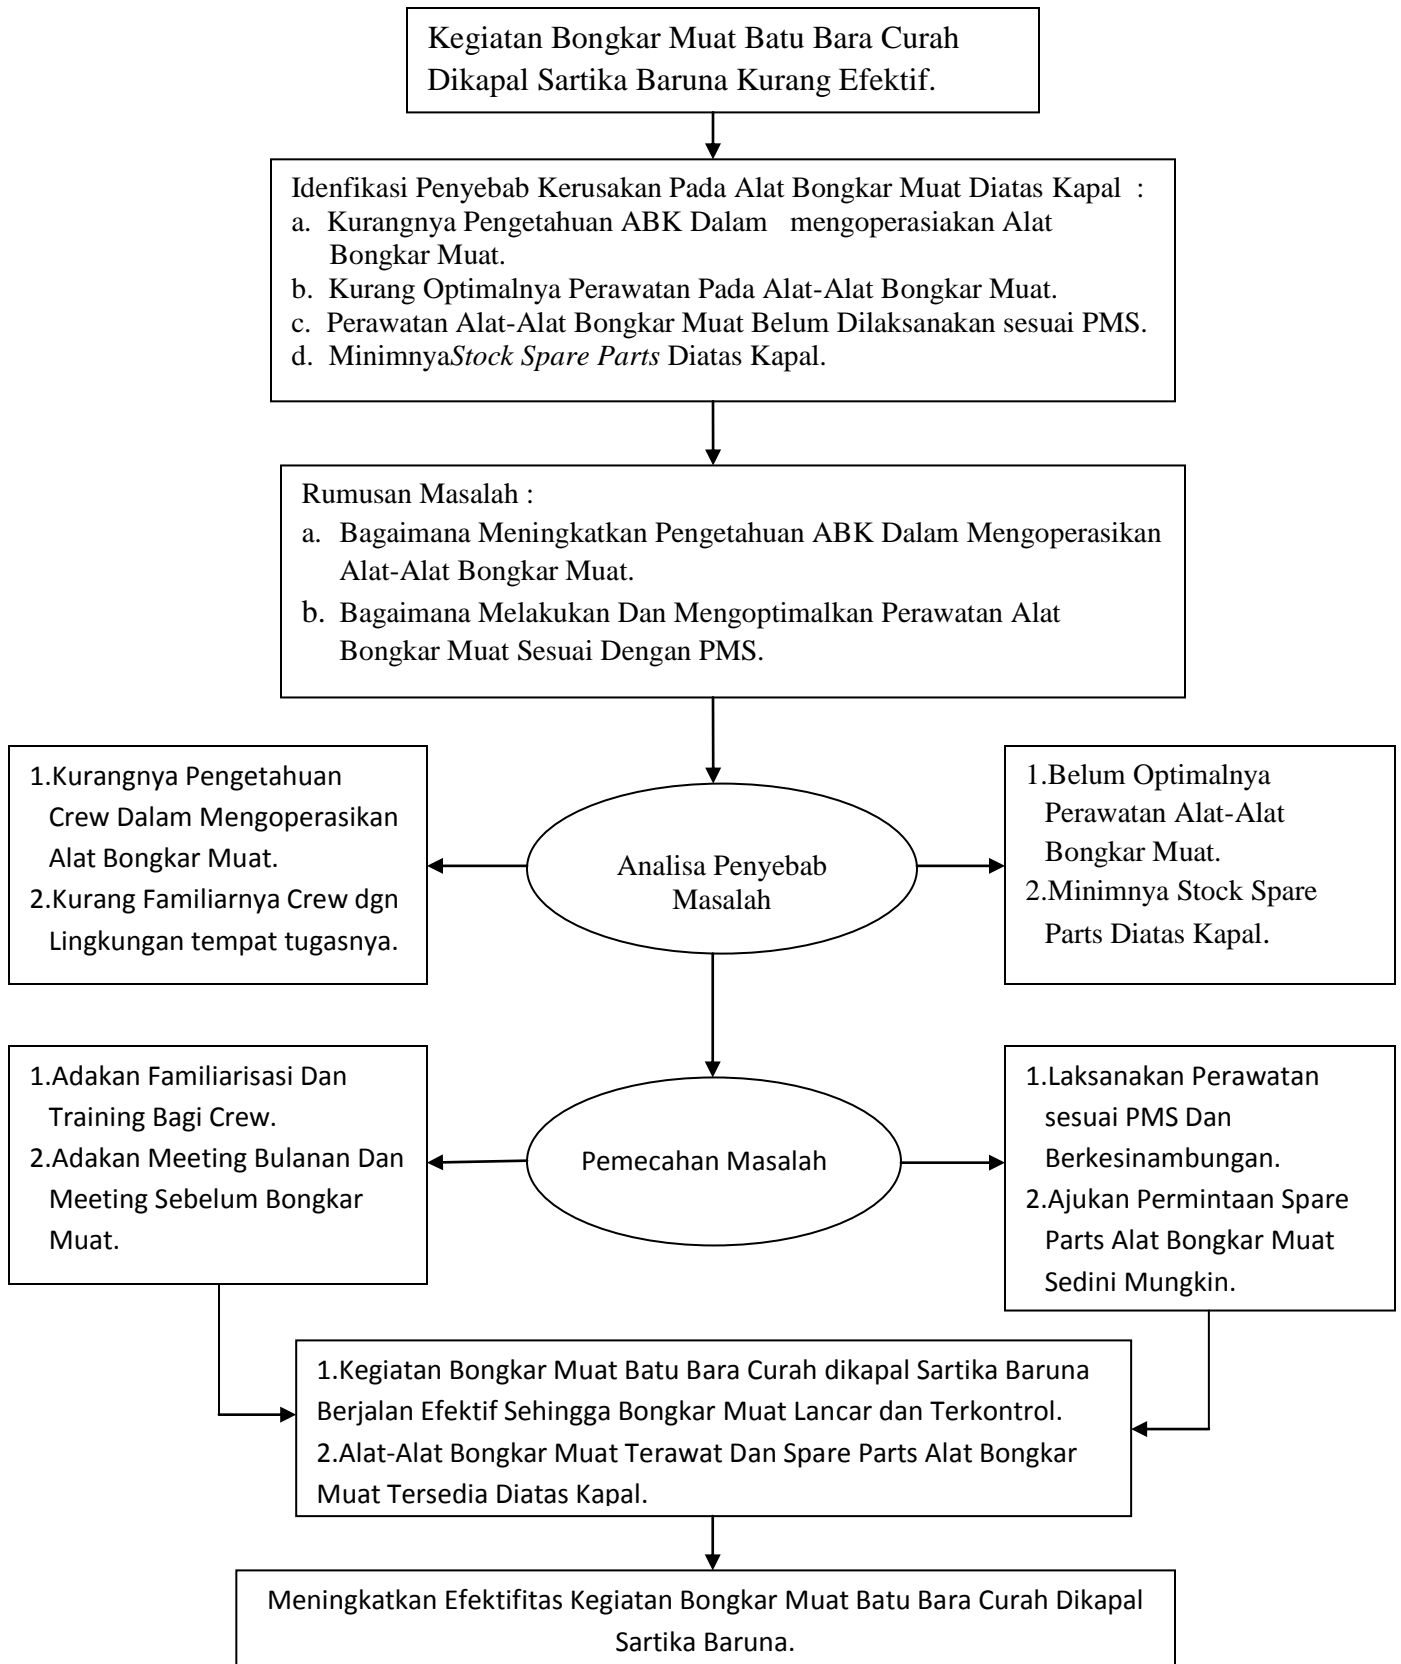 Kegiatan Bongkar Muat Batu Bara Curah
Dikapal Sartika Baruna Kurang Efektif.
Idenfikasi Penyebab Kerusakan Pada Alat Bongkar Muat Diatas Kapal :
a. Kurangnya Pengetahuan ABK Dalam mengoperasiakan Alat
Bongkar Muat.
b. Kurang Optimalnya Perawatan Pada Alat-Alat Bongkar Muat.
c. Perawatan Alat-Alat Bongkar Muat Belum Dilaksanakan sesuai PMS.
d. MinimnyaStock Spare Parts Diatas Kapal.
Rumusan Masalah :
a. Bagaimana Meningkatkan Pengetahuan ABK Dalam Mengoperasikan
Alat-Alat Bongkar Muat.
b. Bagaimana Melakukan Dan Mengoptimalkan Perawatan Alat
Bongkar Muat Sesuai Dengan PMS.
1.Kurangnya Pengetahuan
Crew Dalam Mengoperasikan
Alat Bongkar Muat.
2.Kurang Familiarnya Crew dgn
Lingkungan tempat tugasnya.
Analisa Penyebab
Masalah
1.Belum Optimalnya
Perawatan Alat-Alat
Bongkar Muat.
2.Minimnya Stock Spare
Parts Diatas Kapal.
1.Adakan Familiarisasi Dan
Training Bagi Crew.
2.Adakan Meeting Bulanan Dan
Meeting Sebelum Bongkar
Muat.
Pemecahan Masalah
1.Laksanakan Perawatan
sesuai PMS Dan
Berkesinambungan.
2.Ajukan Permintaan Spare
Parts Alat Bongkar Muat
Sedini Mungkin.
1.Kegiatan Bongkar Muat Batu Bara Curah dikapal Sartika Baruna
Berjalan Efektif Sehingga Bongkar Muat Lancar dan Terkontrol.
2.Alat-Alat Bongkar Muat Terawat Dan Spare Parts Alat Bongkar
Muat Tersedia Diatas Kapal.
Meningkatkan Efektifitas Kegiatan Bongkar Muat Batu Bara Curah Dikapal
Sartika Baruna.